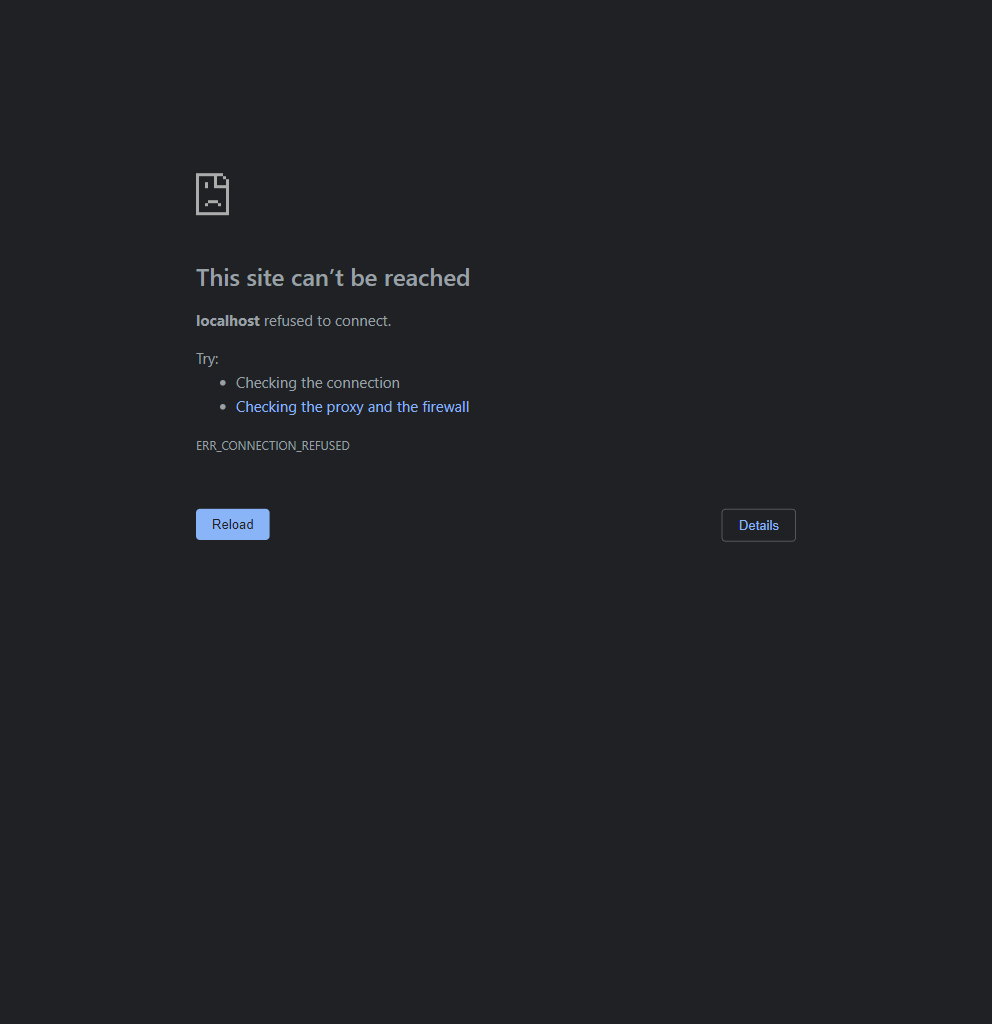 This site can’t be reached
localhost refused to connect.
Try:
• Checking the connection
• Checking the proxy and the firewall
ERR_CONNECTION_REFUSED
Reload
Details